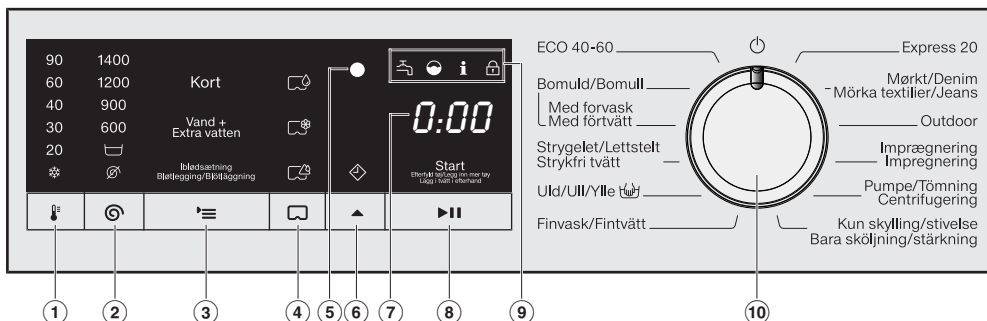 90 1400
60 1200 Kort
40 900
Vand +
Extra vatten
30 600
20
Iblødsætning
Bløtlegging/Blötläggning
0:00
Start
Efterfyld tøj/Legg inn mer tøy
Lägg i tvätt i efterhand
ECO 40-60
Bomuld/Bomull
Med forvask
Med förtvätt
Strygelet/Lettstelt
Strykfri tvätt
Uld/Ull/Ylle
Finvask/Fintvätt
Express 20
Mørkt/Denim
Mörka textilier/Jeans
Outdoor
Imprægnering
Impregnering
Pumpe/Tömning
Centrifugering
Kun skylling/stivelse
Bara sköljning/stärkning
1 2 3 4 5 6 7 8 9 10